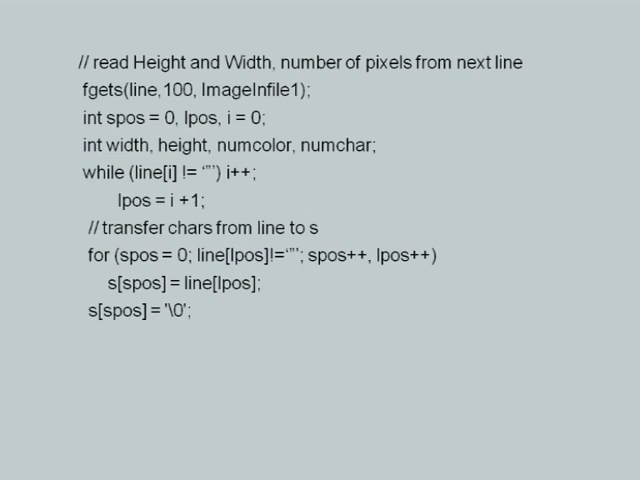 // read Height and Width, number of pixels from next line
fgets(line,100, ImageInfile1);
int spos = 0, lpos, i = 0;
int width, height, numcolor, numchar;
while (line[i] != ‘”’) i++;
lpos = i +1;
// transfer chars from line to s
for (spos = 0; line[lpos]!=‘”’; spos++, lpos++)
s[spos] = line[lpos];
s[spos] = '\0';